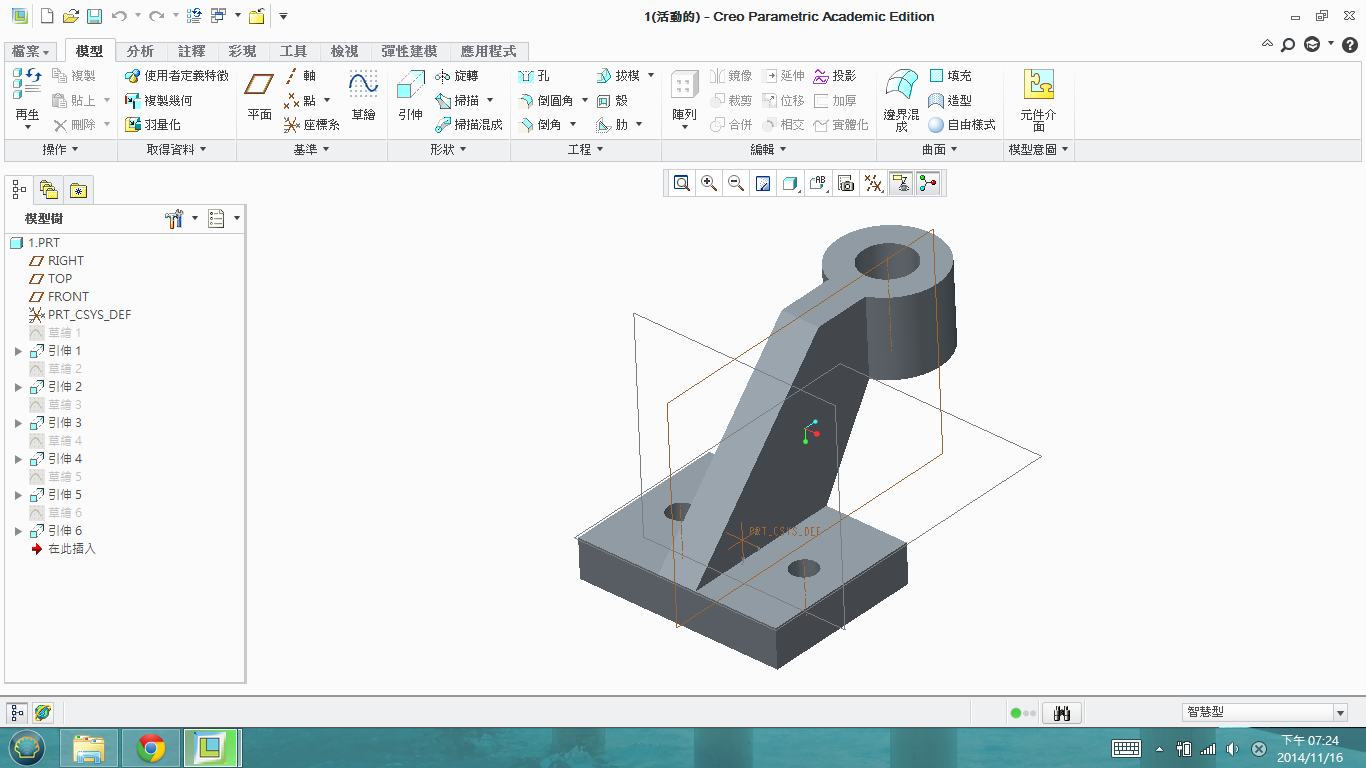 1(活動的) - Creo Parametric Academic Edition
檔案 模型 分析 註釋 彩現 工具 檢視 彈性建模 應用程式
再生 複製 貼上 刪除
使用者定義特徵 複製幾何 羽量化
平面 軸 點 座標系 草繪
引伸 旋轉 掃描 掃描混成
孔 倒圓角 倒角 拔模 殼 肋
陣列 鏡像 裁剪 合併 延伸 位移 相交 投影 加厚 實體化
邊界混成 填充 造型 自由樣式
元件介面
操作 取得資料 基準 形狀 工程 編輯 曲面 模型意圖
模型樹
1.PRT
RIGHT
TOP
FRONT
PRT_CSYS_DEF
草繪 1
引伸 1
草繪 2
引伸 2
草繪 3
引伸 3
草繪 4
引伸 4
草繪 5
引伸 5
草繪 6
引伸 6
在此插入
PRT_CSYS_DEF
智慧型
下午 07:24
2014/11/16